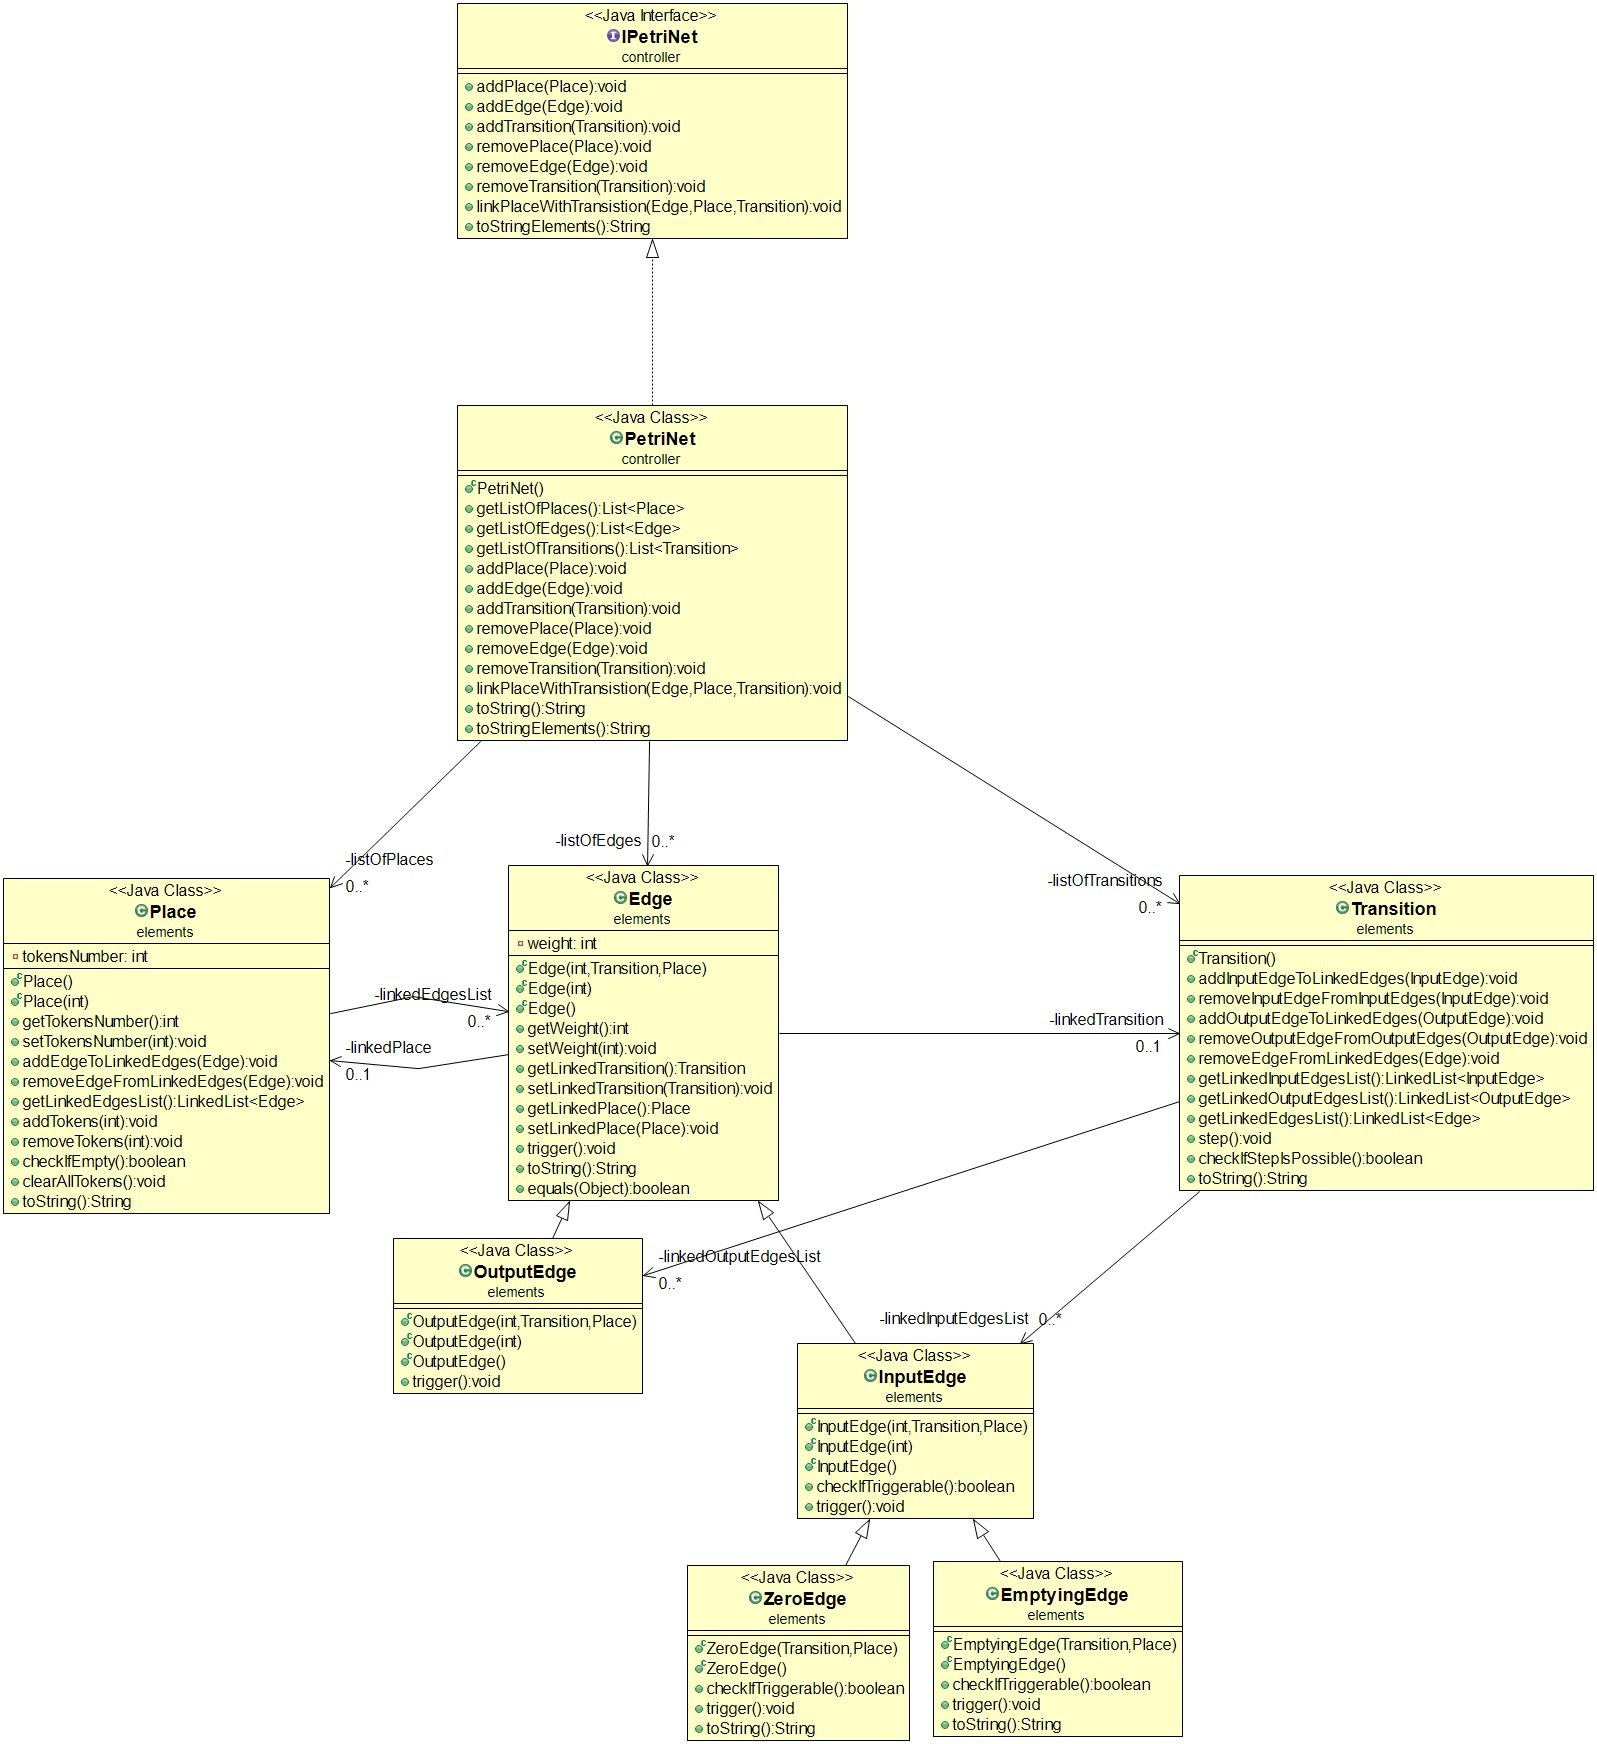 <<Java Interface>>
IPetriNet
controller
addPlace(Place):void
addEdge(Edge):void
addTransition(Transition):void
removePlace(Place):void
removeEdge(Edge):void
removeTransition(Transition):void
linkPlaceWithTransistion(Edge,Place,Transition):void
toStringElements():String
<<Java Class>>
PetriNet
controller
PetriNet()
getListOfPlaces():List<Place>
getListOfEdges():List<Edge>
getListOfTransitions():List<Transition>
addPlace(Place):void
addEdge(Edge):void
addTransition(Transition):void
removePlace(Place):void
removeEdge(Edge):void
removeTransition(Transition):void
linkPlaceWithTransistion(Edge,Place,Transition):void
toString():String
toStringElements():String
-listOfPlaces
0..*
-listOfEdges 0..*
-listOfTransitions
0..*
<<Java Class>>
Place
elements
tokensNumber: int
Place()
Place(int)
getTokensNumber():int
setTokensNumber(int):void
addEdgeToLinkedEdges(Edge):void
removeEdgeFromLinkedEdges(Edge):void
getLinkedEdgesList():LinkedList<Edge>
addTokens(int):void
removeTokens(int):void
checkIfEmpty():boolean
clearAllTokens():void
toString():String
-linkedEdgesList
0..*
-linkedPlace
0..1
<<Java Class>>
Edge
elements
weight: int
Edge(int,Transition,Place)
Edge(int)
Edge()
getWeight():int
setWeight(int):void
getLinkedTransition():Transition
setLinkedTransition(Transition):void
getLinkedPlace():Place
setLinkedPlace(Place):void
trigger():void
toString():String
equals(Object):boolean
-linkedTransition
0..1
<<Java Class>>
Transition
elements
Transition()
addInputEdgeToLinkedEdges(InputEdge):void
removeInputEdgeFromInputEdges(InputEdge):void
addOutputEdgeToLinkedEdges(OutputEdge):void
removeOutputEdgeFromOutputEdges(OutputEdge):void
removeEdgeFromLinkedEdges(Edge):void
getLinkedInputEdgesList():LinkedList<InputEdge>
getLinkedOutputEdgesList():LinkedList<OutputEdge>
getLinkedEdgesList():LinkedList<Edge>
step():void
checkIfStepIsPossible():boolean
toString():String
<<Java Class>>
OutputEdge
elements
OutputEdge(int,Transition,Place)
OutputEdge(int)
OutputEdge()
trigger():void
-linkedOutputEdgesList
0..*
-linkedInputEdgesList 0..*
<<Java Class>>
InputEdge
elements
InputEdge(int,Transition,Place)
InputEdge(int)
InputEdge()
checkIfTriggerable():boolean
trigger():void
<<Java Class>>
ZeroEdge
elements
ZeroEdge(Transition,Place)
ZeroEdge()
checkIfTriggerable():boolean
trigger():void
toString():String
<<Java Class>>
EmptyingEdge
elements
EmptyingEdge(Transition,Place)
EmptyingEdge()
checkIfTriggerable():boolean
trigger():void
toString():String